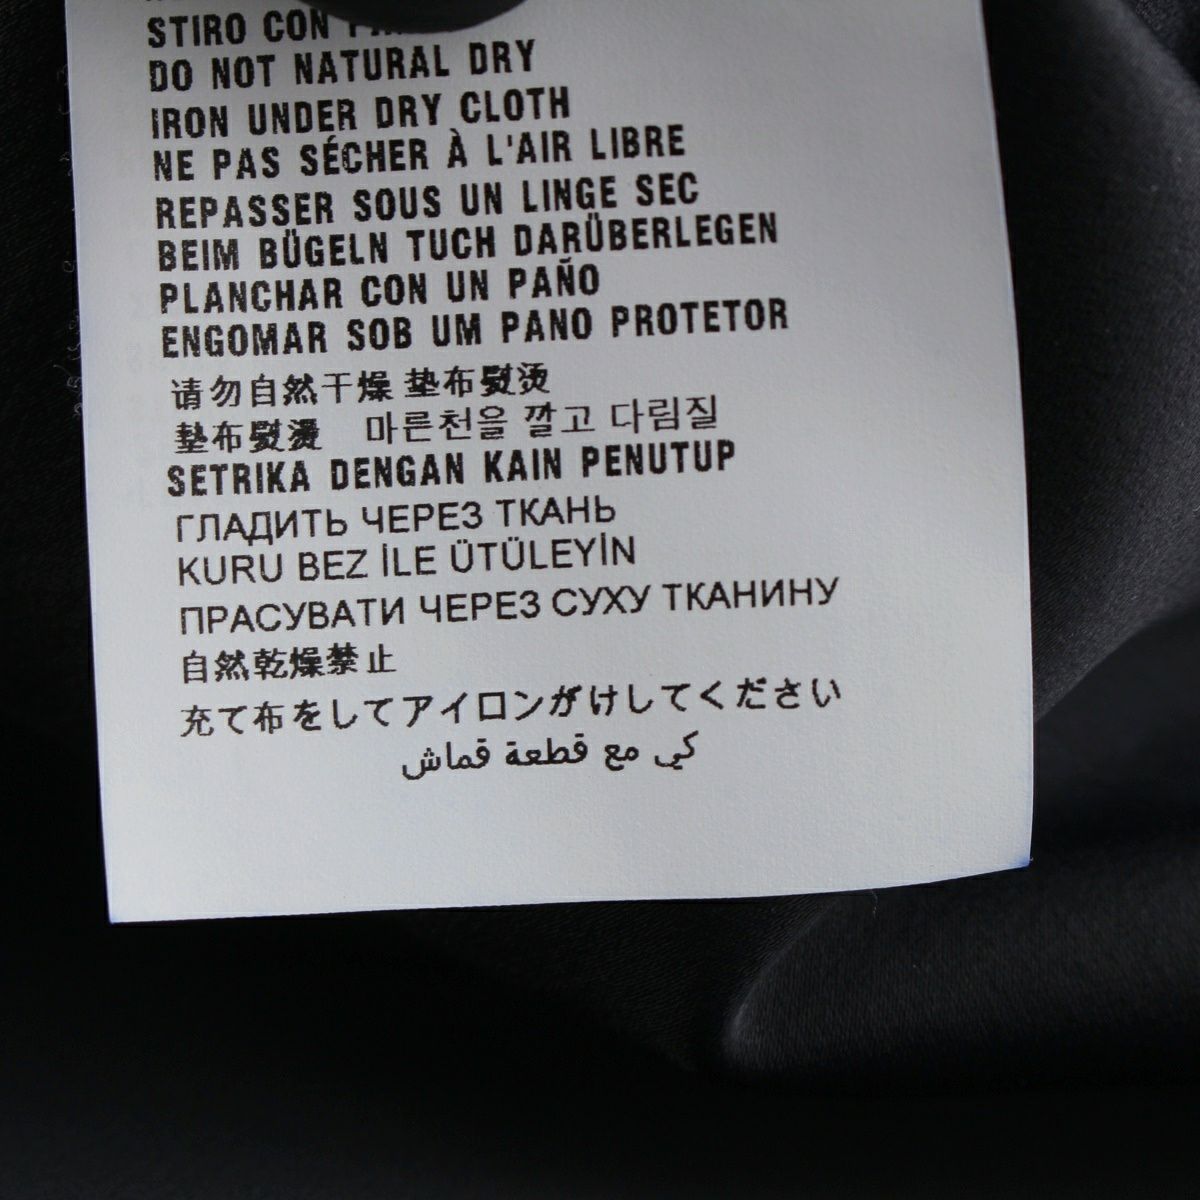 STIRO CON
DO NOT NATURAL DRY
IRON UNDER DRY CLOTH
NE PAS SÉCHER À L'AIR LIBRE
REPASSER SOUS UN LINGE SEC
BEIM BÜGELN TUCH DARÜBERLEGEN
PLANCHAR CON UN PAÑO
ENGOMAR SOB UM PANO PROTETOR
请勿自然干燥 垫布熨烫
墊布熨燙 마른천을 깔고 다림질
SETRIKA DENGAN KAIN PENUTUP
ГЛАДИТЬ ЧЕРЕЗ ТКАНЬ
KURU BEZ İLE ÜTÜLEYİN
ПРАСУВАТИ ЧЕРЕЗ СУХУ ТКАНИНУ
自然乾燥禁止
充て布をしてアイロンがけしてください
كي مع قطعة قماش